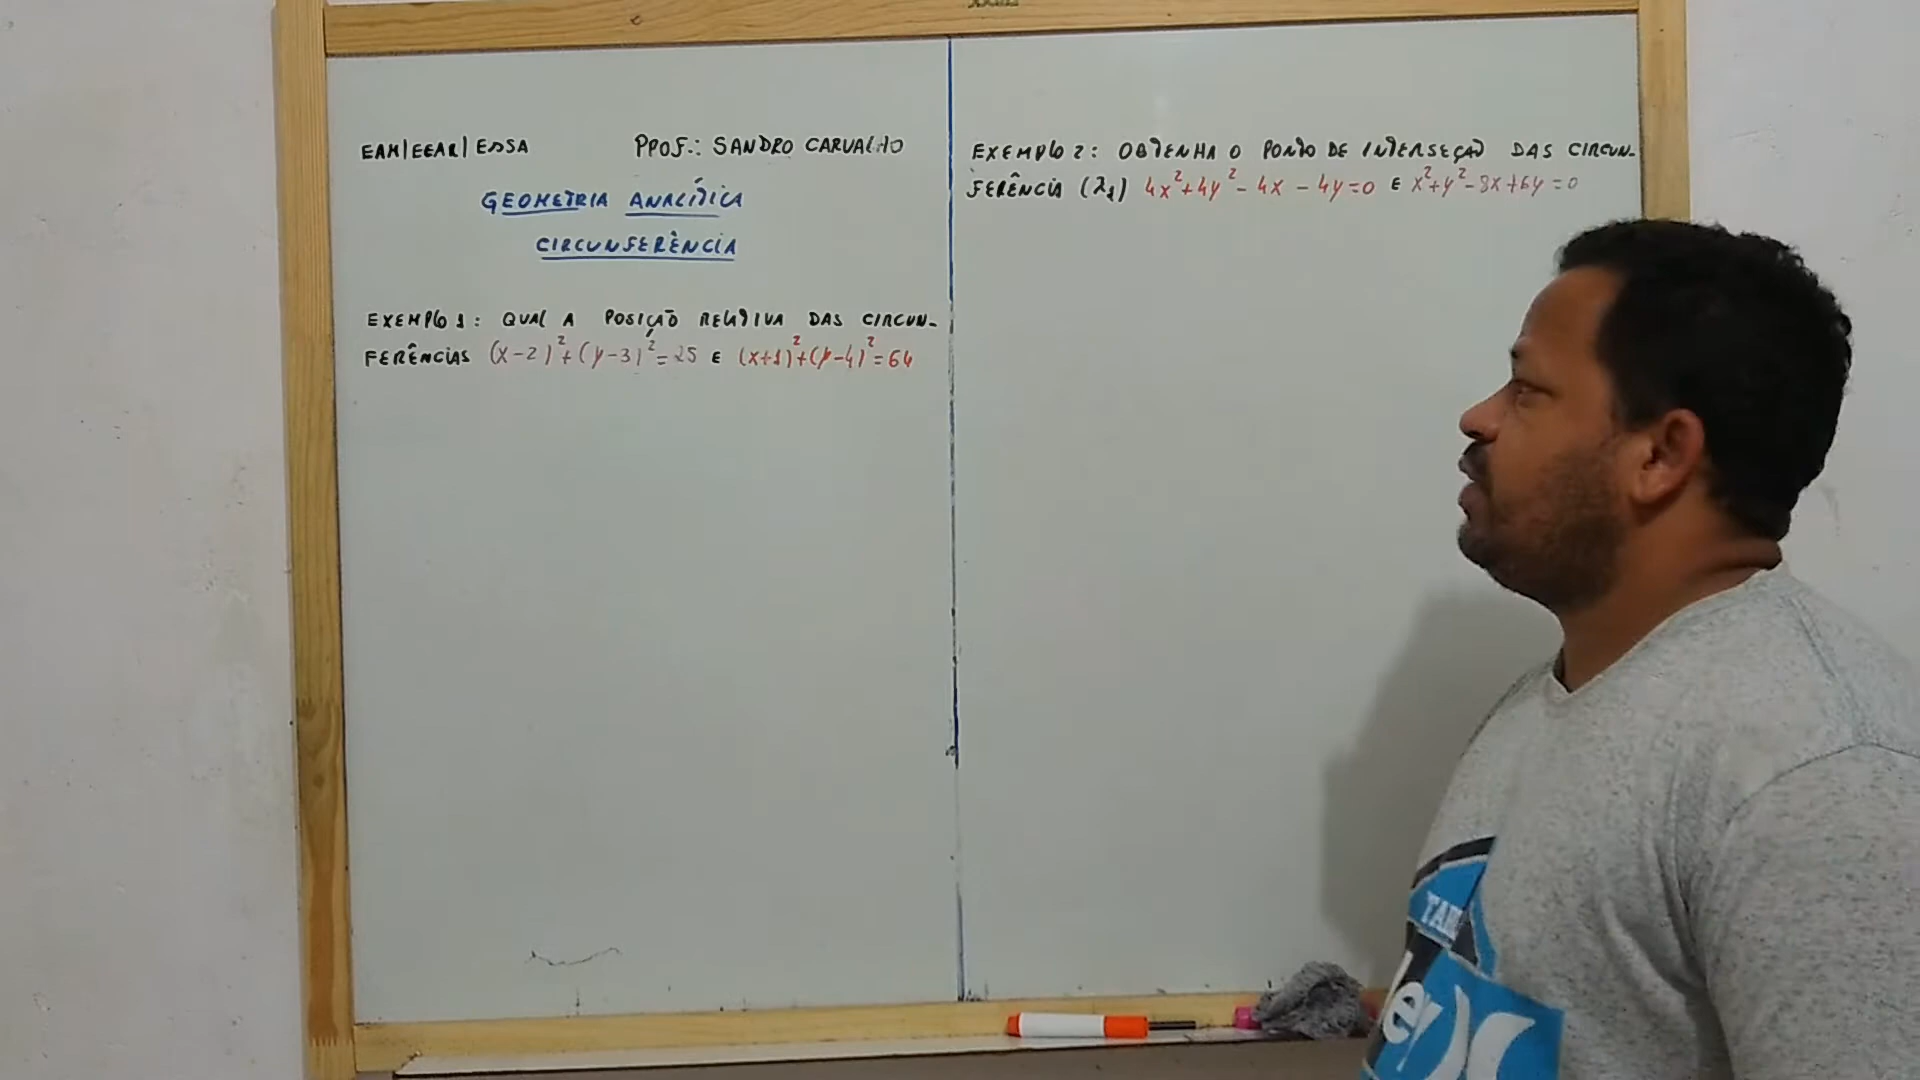 EAM|EEAR|ESSA PROF.: SANDRO CARVALHO
GEOMETRIA ANALÍTICA
CIRCUNFERÊNCIA
EXEMPLO 1: QUAL A POSIÇÃO RELATIVA DAS CIRCUN-
FERÊNCIAS (x-2)²+(y-3)²=25 E (x+1)²+(y-4)²=64
EXEMPLO 2: OBTENHA O PONTO DE INTERSEÇÃO DAS CIRCUN-
FERÊNCIA (λ1) 4x²+4y²-4x-4y=0 E x²+y²-8x+6y=0